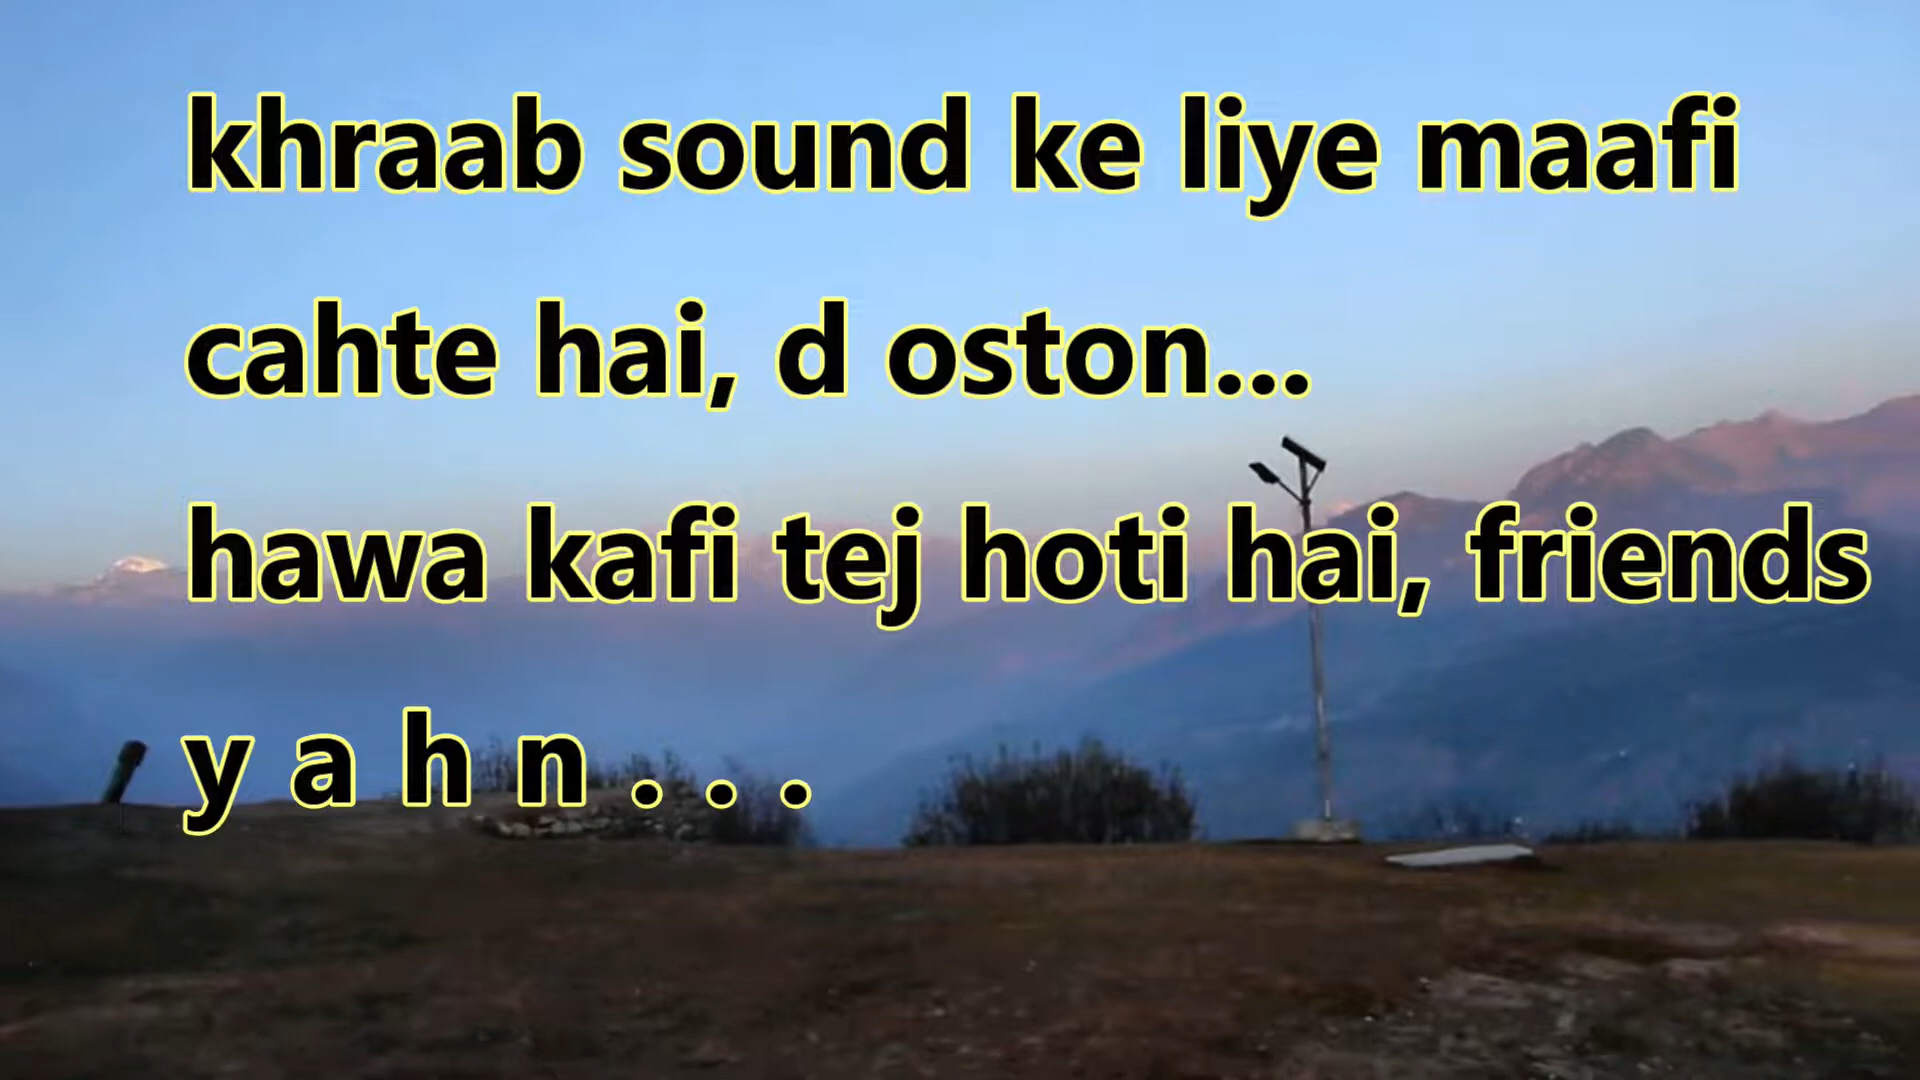 khraab sound ke liye maafi
cahte hai, d oston...
hawa kafi tej hoti hai, friends
y a h n . . .